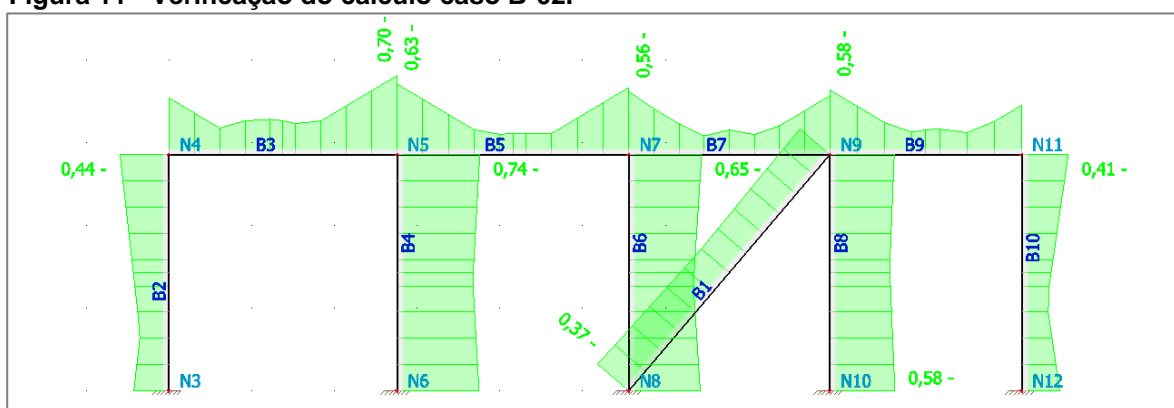 Figura 11 - Verificação do cálculo caso B-02.
0,70 -
0,63 -
0,56 -
0,58 -
N4
B3
N5
B5
N7
B7
N9
B9
N11
0,44 -
0,74 -
0,65 -
0,41 -
B2
B4
B6
B1
B8
B10
0,37 -
N3
N6
N8
N10
0,58 -
N12